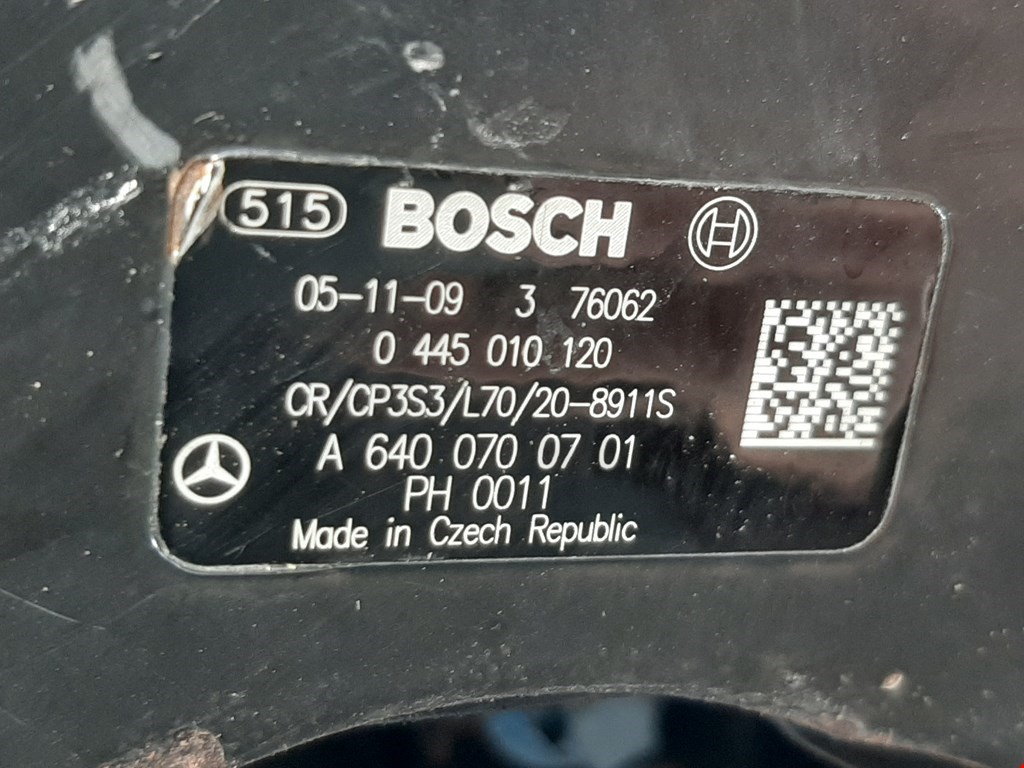 515 BOSCH
05-11-09 3 76062
0 445 010 120
CR/CP3S3/L70/20-8911S
A 640 070 07 01
PH 0011
Made in Czech Republic